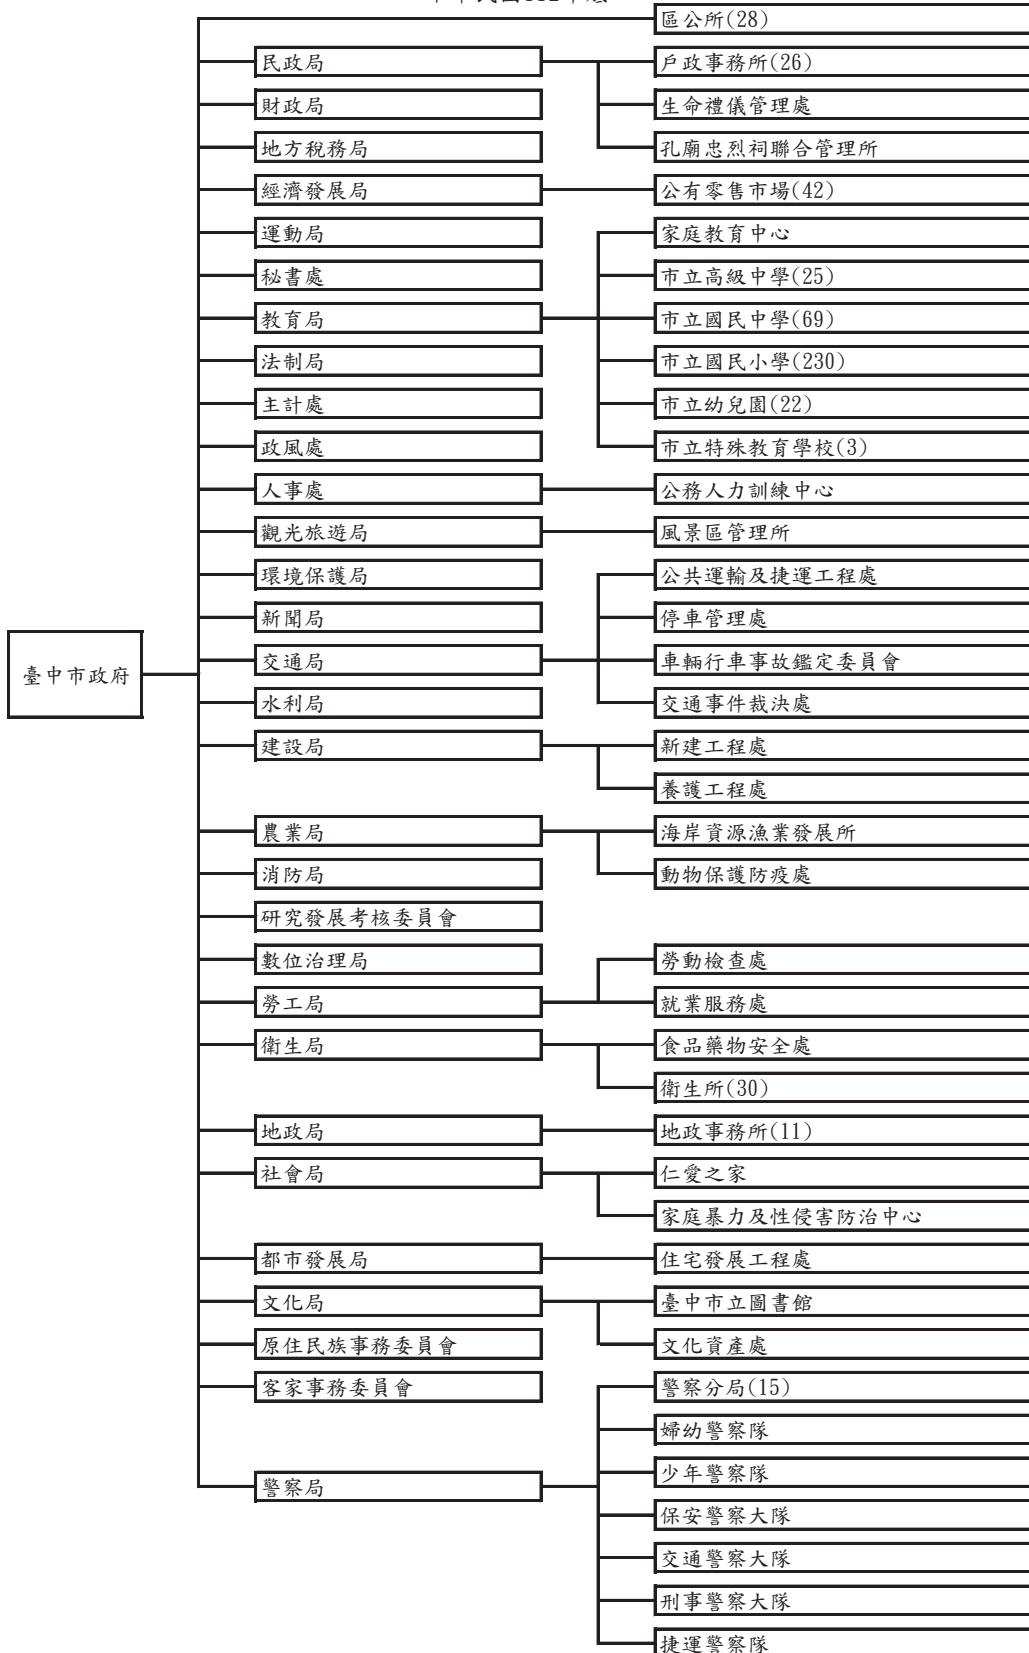 區公所(28)
民政局
戶政事務所(26)
財政局
生命禮儀管理處
地方稅務局
孔廟忠烈祠聯合管理所
經濟發展局
公有零售市場(42)
運動局
家庭教育中心
秘書處
市立高級中學(25)
教育局
市立國民中學(69)
法制局
市立國民小學(230)
主計處
市立幼兒園(22)
政風處
市立特殊教育學校(3)
人事處
公務人力訓練中心
觀光旅遊局
風景區管理所
環境保護局
公共運輸及捷運工程處
新聞局
停車管理處
臺中市政府
交通局
車輛行車事故鑑定委員會
水利局
交通事件裁決處
建設局
新建工程處
養護工程處
農業局
海岸資源漁業發展所
消防局
動物保護防疫處
研究發展考核委員會
數位治理局
勞動檢查處
勞工局
就業服務處
衛生局
食品藥物安全處
衛生所(30)
地政局
地政事務所(11)
社會局
仁愛之家
家庭暴力及性侵害防治中心
都市發展局
住宅發展工程處
文化局
臺中市立圖書館
原住民族事務委員會
文化資產處
客家事務委員會
警察分局(15)
婦幼警察隊
少年警察隊
警察局
保安警察大隊
交通警察大隊
刑事警察大隊
捷運警察隊